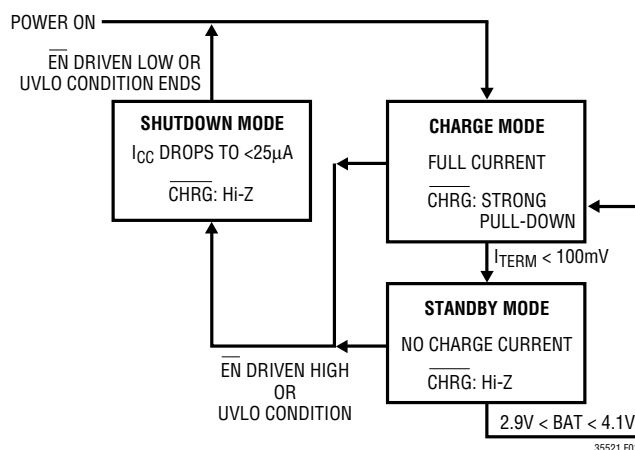 POWER ON
EN DRIVEN LOW OR
UVLO CONDITION ENDS
SHUTDOWN MODE
ICC DROPS TO <25µA
CHRG: Hi-Z
CHARGE MODE
FULL CURRENT
CHRG: STRONG
PULL-DOWN
ITERM < 100mV
STANDBY MODE
NO CHARGE CURRENT
CHRG: Hi-Z
EN DRIVEN HIGH
OR
UVLO CONDITION
2.9V < BAT < 4.1V